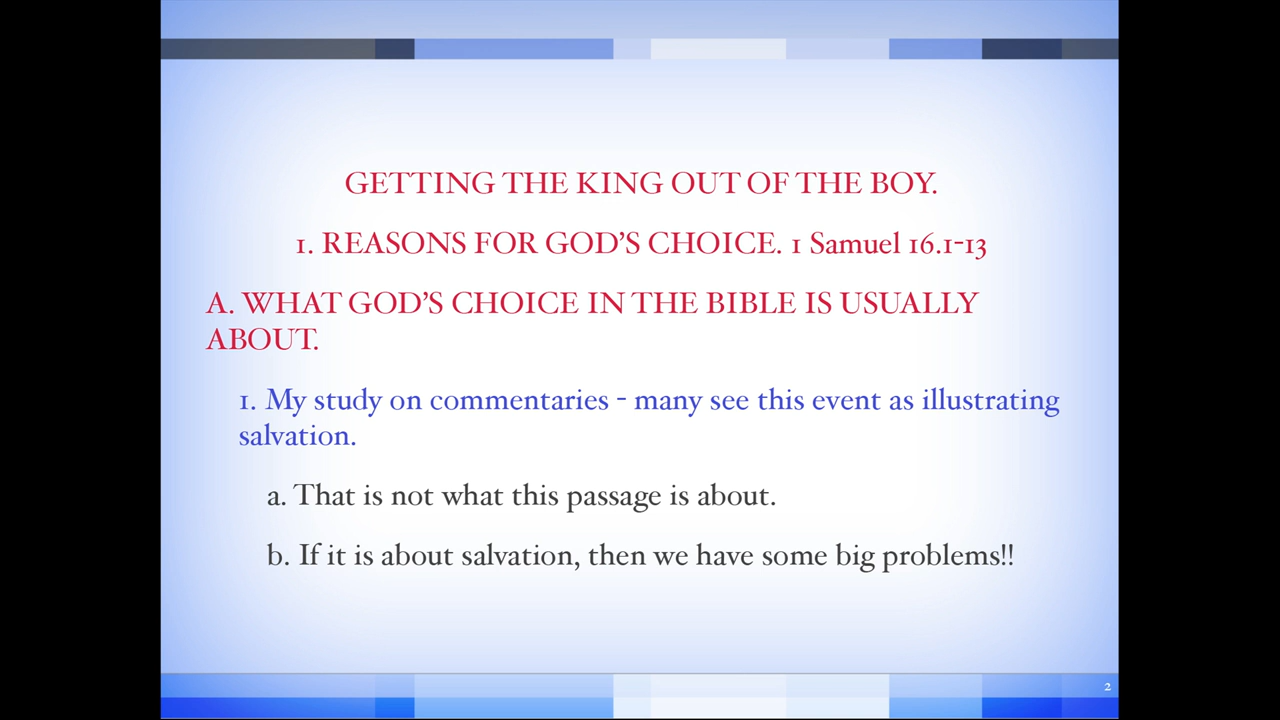 GETTING THE KING OUT OF THE BOY.
1. REASONS FOR GOD’S CHOICE. 1 Samuel 16.1-13
A. WHAT GOD’S CHOICE IN THE BIBLE IS USUALLY
ABOUT.
1. My study on commentaries - many see this event as illustrating
salvation.
a. That is not what this passage is about.
b. If it is about salvation, then we have some big problems!!
2